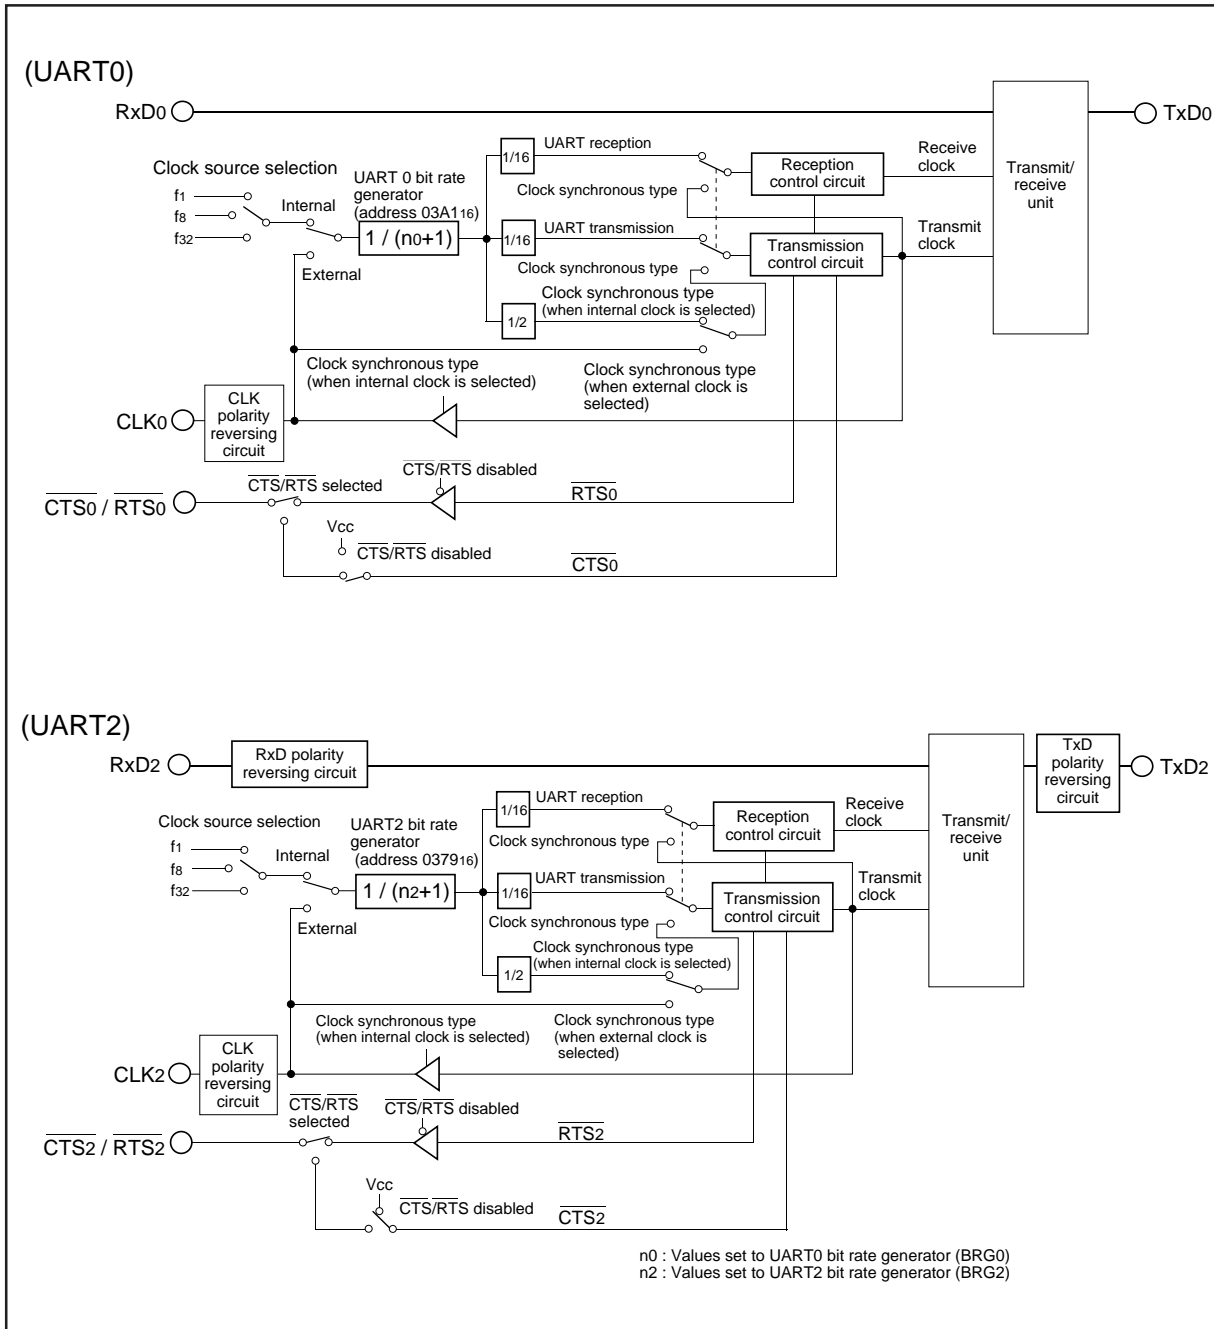 (UART0)
RxD0
TxD0
Clock source selection
f1
f8
f32
Internal
External
UART 0 bit rate
generator
(address 03A116)
1 / (n0+1)
1/16
UART reception
Clock synchronous type
1/16
UART transmission
Clock synchronous type
1/2
Clock synchronous type
(when internal clock is selected)
Reception
control circuit
Transmission
control circuit
Receive
clock
Transmit
clock
Transmit/
receive
unit
Clock synchronous type
(when internal clock is selected)
Clock synchronous type
(when external clock is
selected)
CLK0
CLK
polarity
reversing
circuit
CTS0 / RTS0
CTS/RTS selected
CTS/RTS disabled
RTS0
Vcc
CTS/RTS disabled
CTS0
(UART2)
RxD2
RxD polarity
reversing circuit
TxD
polarity
reversing
circuit
TxD2
Clock source selection
f1
f8
f32
Internal
External
UART2 bit rate
generator
(address 037916)
1 / (n2+1)
1/16
UART reception
Clock synchronous type
1/16
UART transmission
Clock synchronous type
1/2
Clock synchronous type
(when internal clock is selected)
Reception
control circuit
Transmission
control circuit
Receive
clock
Transmit
clock
Transmit/
receive
unit
Clock synchronous type
(when internal clock is selected)
Clock synchronous type
(when external clock is
selected)
CLK2
CLK
polarity
reversing
circuit
CTS2 / RTS2
CTS/RTS
selected
CTS/RTS disabled
RTS2
Vcc
CTS/RTS disabled
CTS2
n0 : Values set to UART0 bit rate generator (BRG0)
n2 : Values set to UART2 bit rate generator (BRG2)